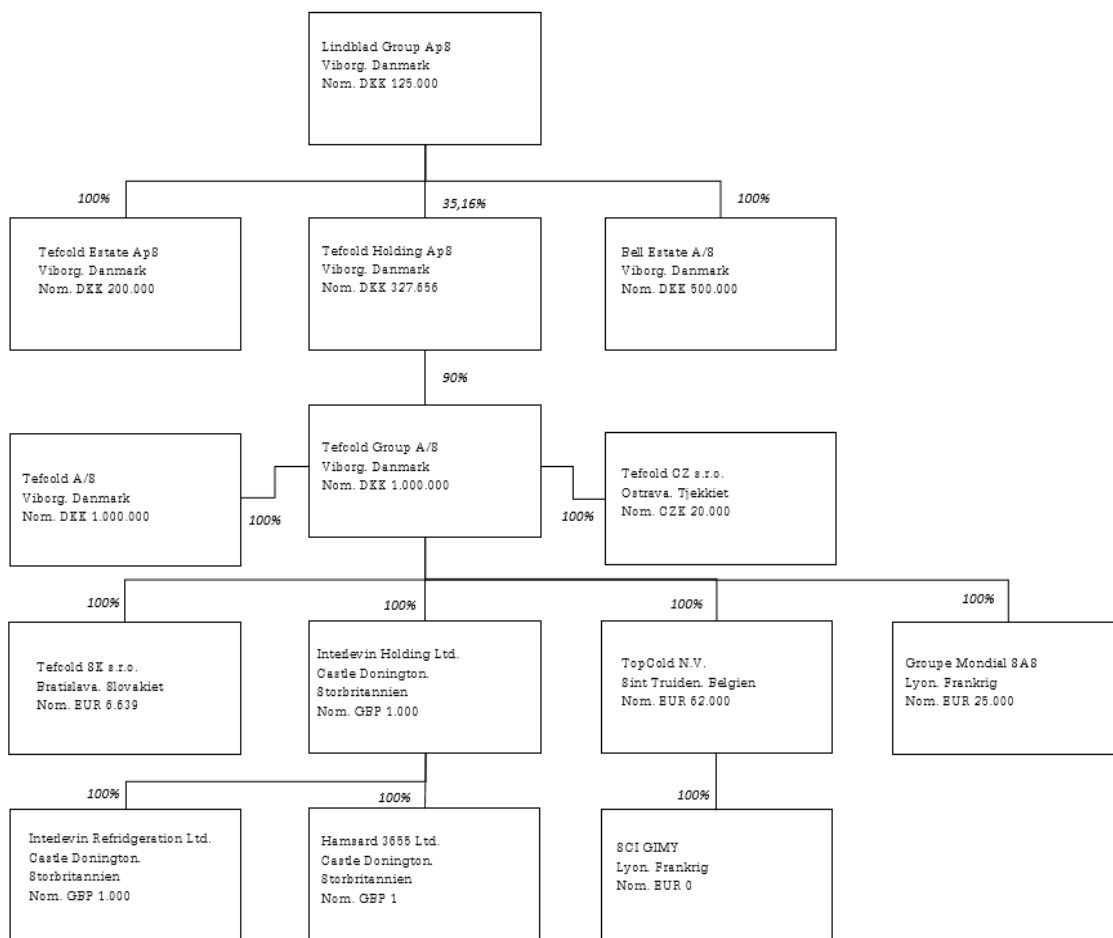 Lindblad Group ApS
Viborg. Danmark
Nom. DKK 125.000
100%
35,16%
100%
Tefcold Estate ApS
Viborg. Danmark
Nom. DKK 200.000
Tefcold Holding ApS
Viborg. Danmark
Nom. DKK 327.656
Bell Estate A/S
Viborg. Danmark
Nom. DKK 500.000
90%
Tefcold A/S
Viborg. Danmark
Nom. DKK 1.000.000
100%
Tefcold Group A/S
Viborg. Danmark
Nom. DKK 1.000.000
100%
Tefcold CZ s.r.o.
Ostrava. Tjekkiet
Nom. CZK 20.000
100%
100%
100%
100%
Tefcold SK s.r.o.
Bratislava. Slovakiet
Nom. EUR 6.639
Interlevin Holding Ltd.
Castle Donington.
Storbritannien
Nom. GBP 1.000
TopCold N.V.
Sint Truiden. Belgien
Nom. EUR 62.000
Groupe Mondial SAS
Lyon. Frankrig
Nom. EUR 25.000
100%
100%
100%
Interlevin Refridgeration Ltd.
Castle Donington.
Storbritannien
Nom. GBP 1.000
Hamsard 3655 Ltd.
Castle Donington.
Storbritannien
Nom. GBP 1
SCI GIMY
Lyon. Frankrig
Nom. EUR 0